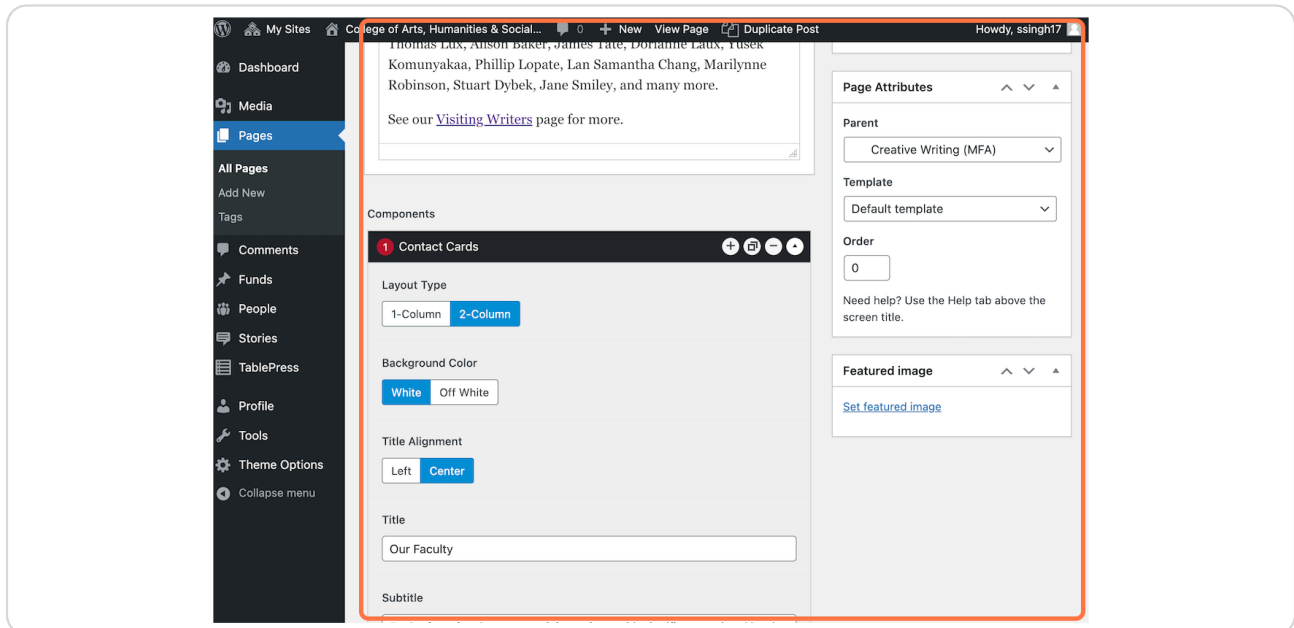 My Sites
College of Arts, Humanities & Social...
0
New
View Page
Duplicate Post
Howdy, ssingh17
Dashboard
Media
Pages
All Pages
Add New
Tags
Comments
Funds
People
Stories
TablePress
Profile
Tools
Theme Options
Collapse menu
Thomas Lux, Alison Baker, James Tate, Dorianne Laux, Yusek
Komunyakaa, Phillip Lopate, Lan Samantha Chang, Marilynne
Robinson, Stuart Dybek, Jane Smiley, and many more.
See our Visiting Writers page for more.
Components
1 Contact Cards
Layout Type
1-Column 2-Column
Background Color
White Off White
Title Alignment
Left Center
Title
Our Faculty
Subtitle
Page Attributes
Parent
Creative Writing (MFA)
Template
Default template
Order
0
Need help? Use the Help tab above the
screen title.
Featured image
Set featured image